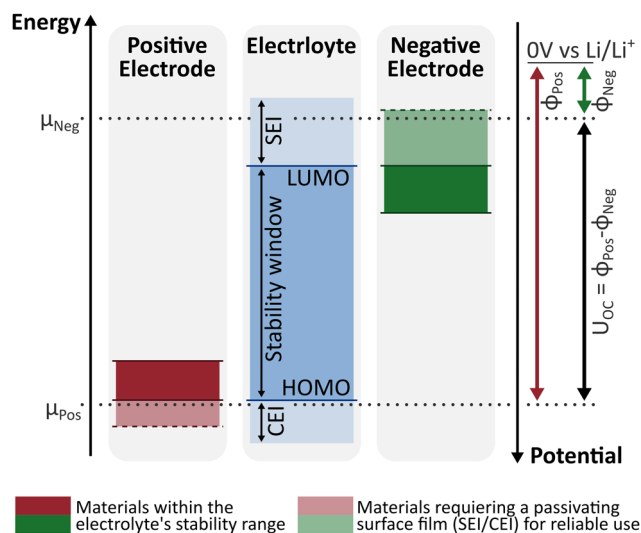 Energy
Positive
Electrode
Electrloyte
Negative
Electrode
0V vs Li/Li⁺
ϕPos
ϕNeg
μNeg
SEI
LUMO
Stability window
UOC = ϕPos-ϕNeg
HOMO
μPos
CEI
Potential
Materials within the
electrolyte's stability range
Materials requiering a passivating
surface film (SEI/CEI) for reliable use